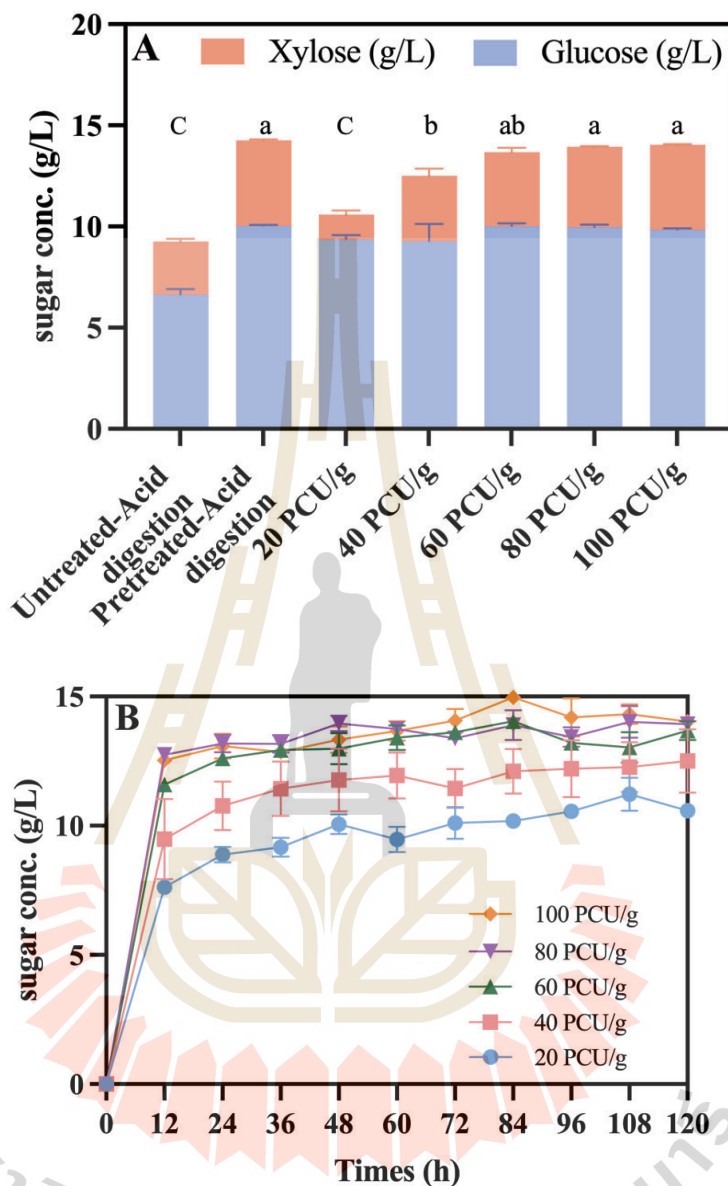 A
Xylose (g/L) Glucose (g/L)
20
15
10
5
0
sugar conc. (g/L)
C a C b ab a a
Untreated-Acid
digestion
Pretreated-Acid
digestion
20 PCU/g
40 PCU/g
60 PCU/g
80 PCU/g
100 PCU/g
B
15
10
5
0
sugar conc. (g/L)
100 PCU/g
80 PCU/g
60 PCU/g
40 PCU/g
20 PCU/g
0 12 24 36 48 60 72 84 96 108 120
Times (h)